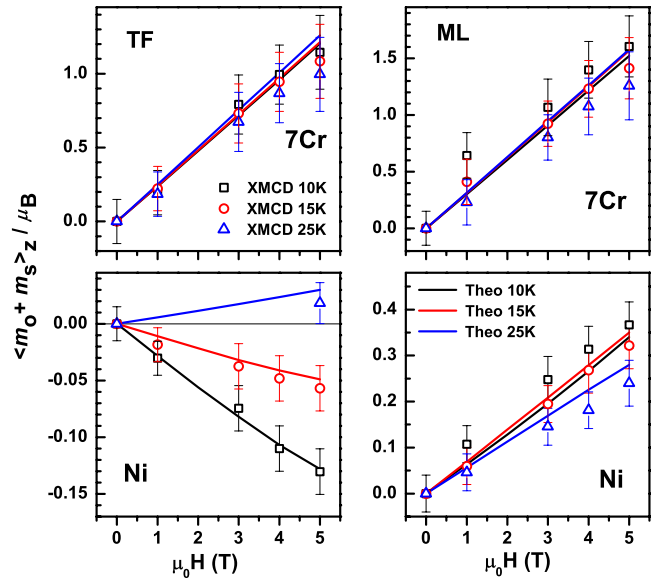 TF
7Cr
XMCD 10K
XMCD 15K
XMCD 25K
0.0
0.4
0.8
1.2
ML
7Cr
0.0
0.5
1.0
1.5
<m₀ + mₛ>z / μB
Ni
0.00
-0.05
-0.10
-0.15
0 1 2 3 4 5
μ₀H (T)
Theo 10K
Theo 15K
Theo 25K
Ni
0.0
0.1
0.2
0.3
0.4
0 1 2 3 4 5
μ₀H (T)